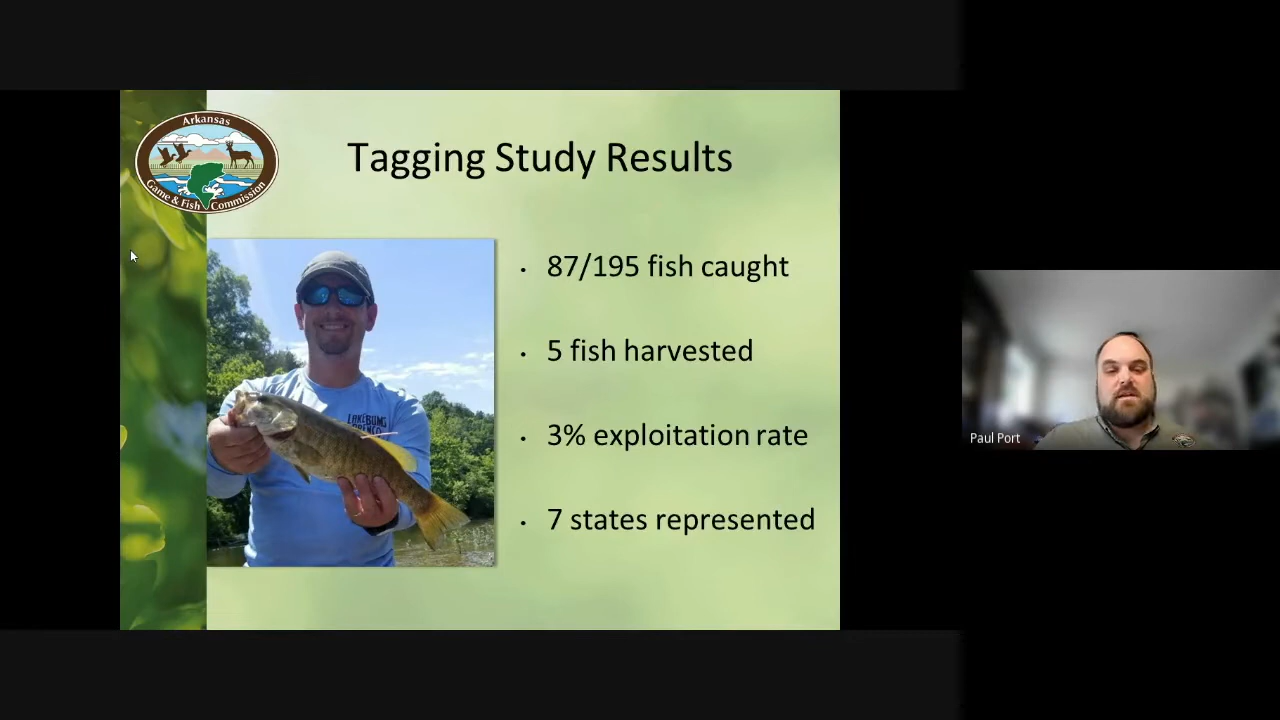 Arkansas
Game & Fish Commission
Tagging Study Results
• 87/195 fish caught
• 5 fish harvested
• 3% exploitation rate
• 7 states represented
Paul Port